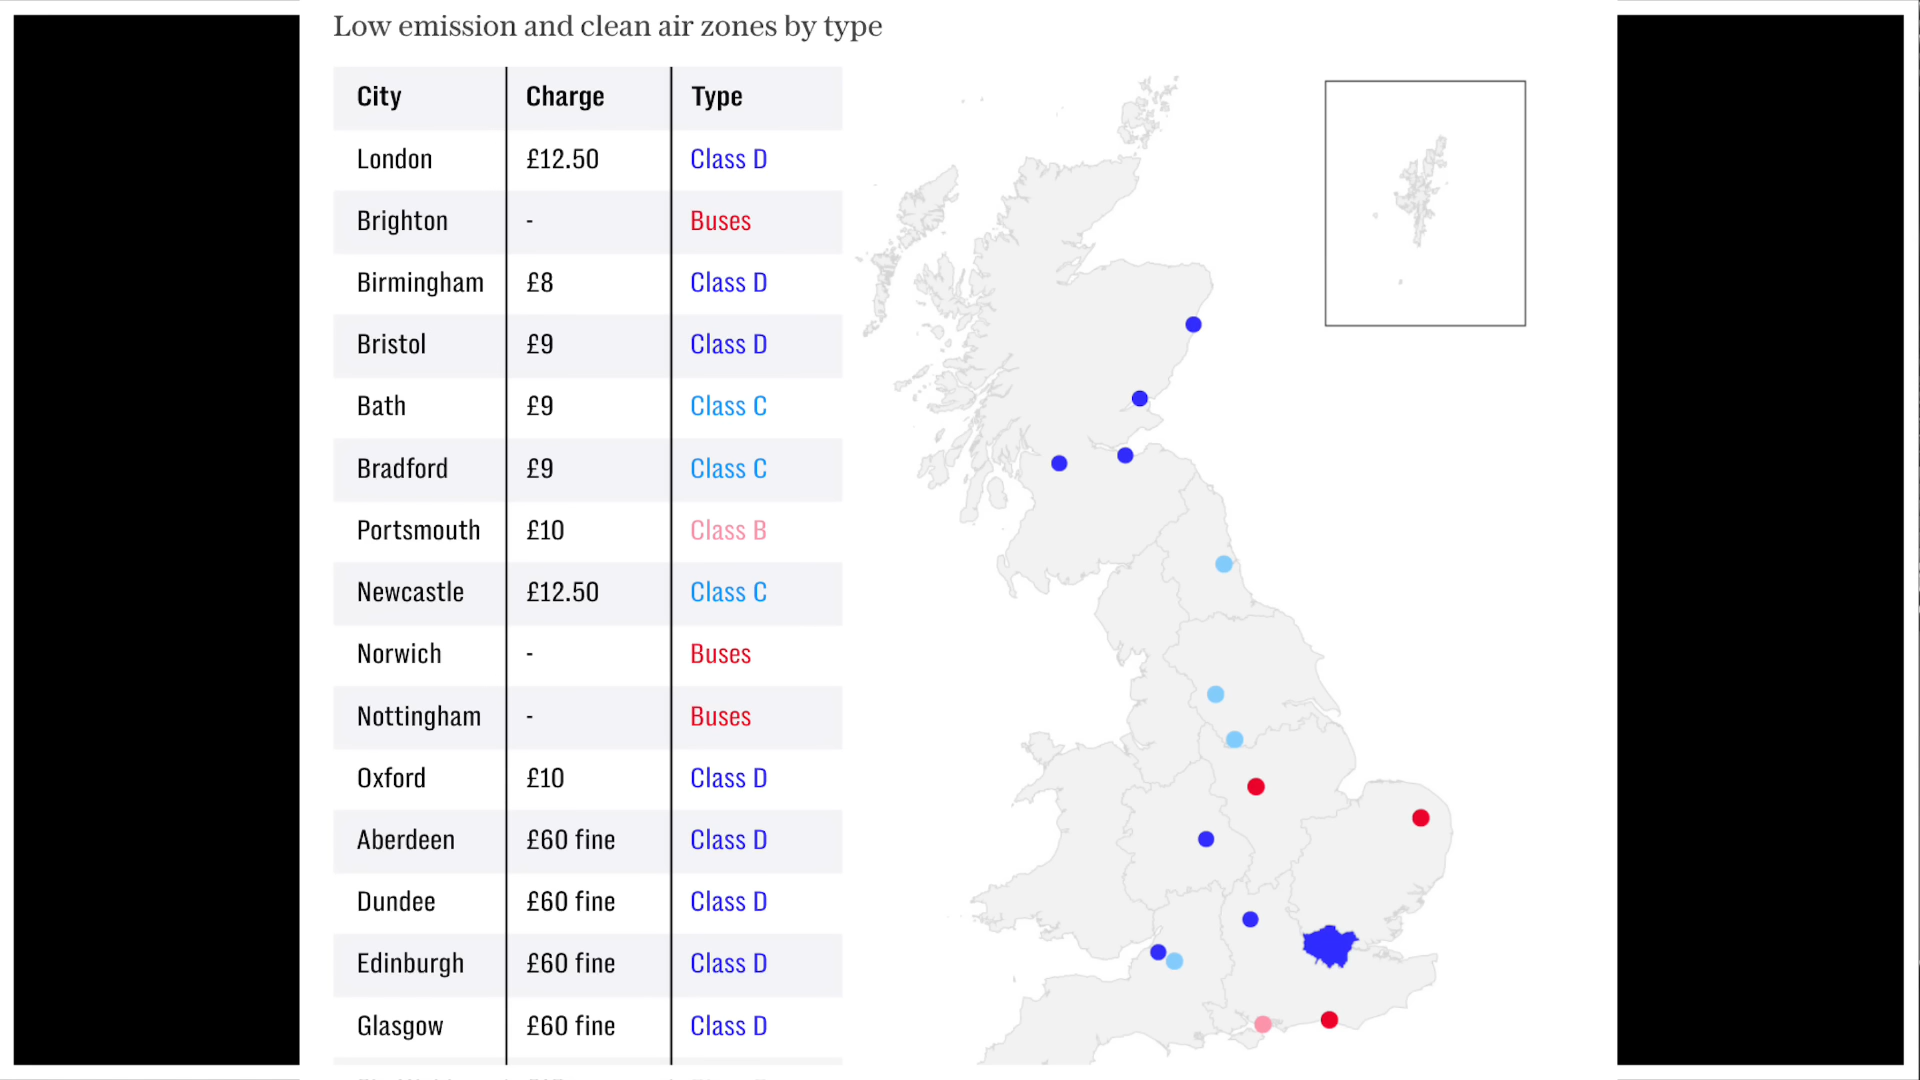 Low emission and clean air zones by type
City Charge Type
London £12.50 Class D
Brighton - Buses
Birmingham £8 Class D
Bristol £9 Class D
Bath £9 Class C
Bradford £9 Class C
Portsmouth £10 Class B
Newcastle £12.50 Class C
Norwich - Buses
Nottingham - Buses
Oxford £10 Class D
Aberdeen £60 fine Class D
Dundee £60 fine Class D
Edinburgh £60 fine Class D
Glasgow £60 fine Class D